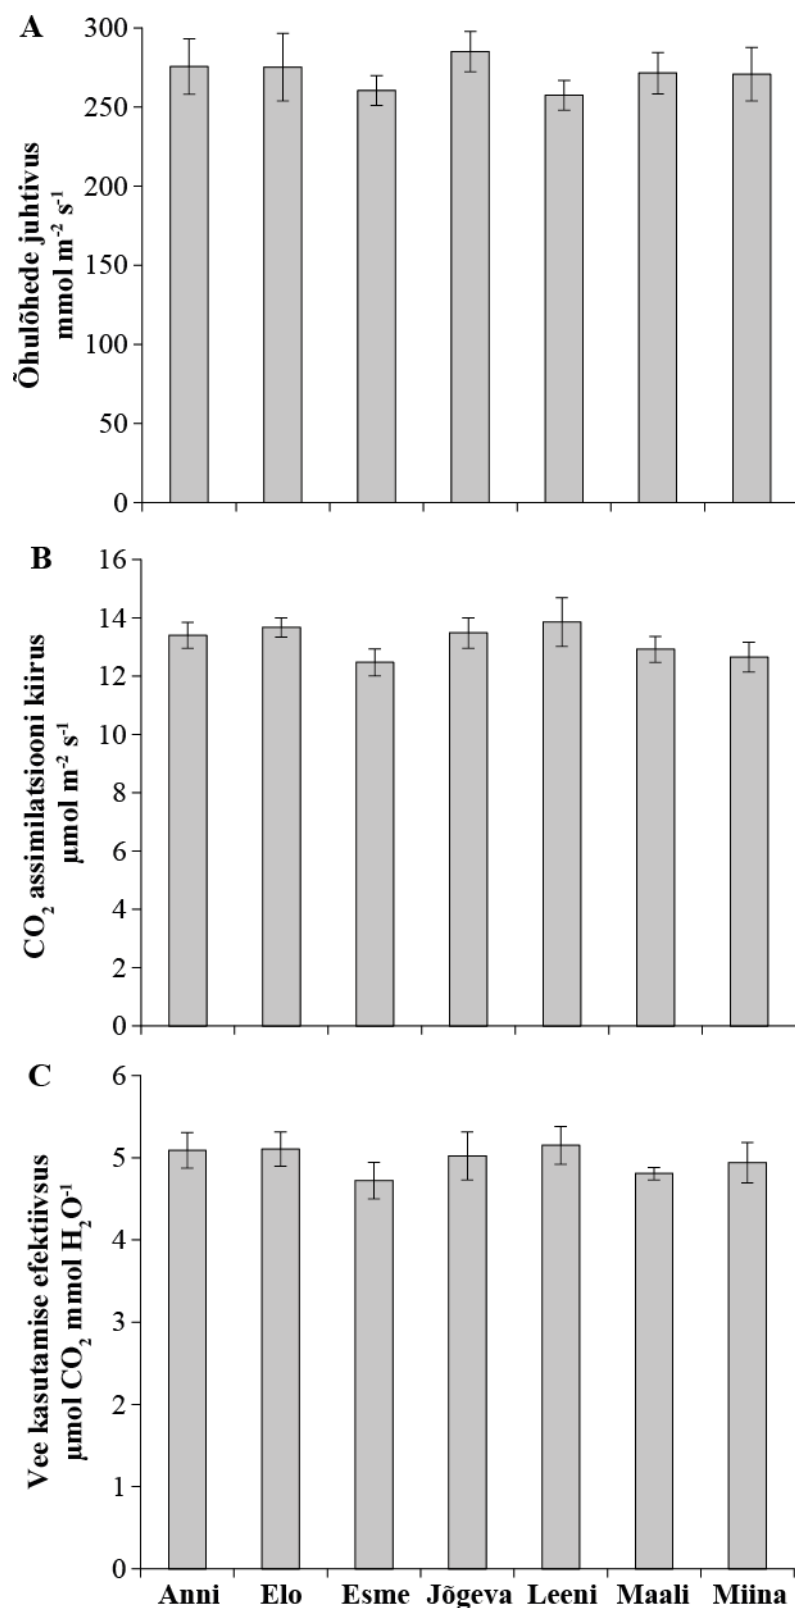 A
Õhulõhede juhtivus
mmol m⁻² s⁻¹
300
250
200
150
100
50
0
B
CO₂ assimilatsiooni kiirus
µmol m⁻² s⁻¹
16
14
12
10
8
6
4
2
0
C
Vee kasutamise efektiivsus
µmol CO₂ mmol H₂O⁻¹
6
5
4
3
2
1
0
Anni Elo Esme Jõgeva Leeni Maali Miina